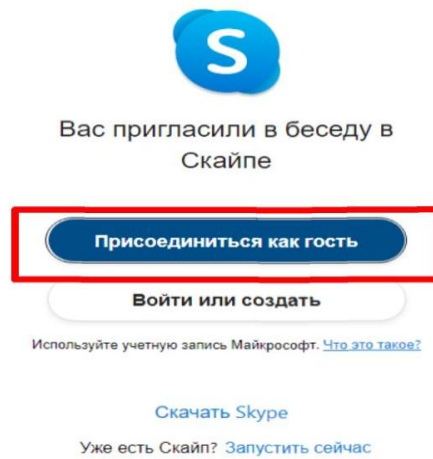 S
Вас пригласили в беседу в
Скайпе
Присоединиться как гость
Войти или создать
Используйте учетную запись Майкрософт. Что это такое?
Скачать Skype
Уже есть Скайп? Запустить сейчас